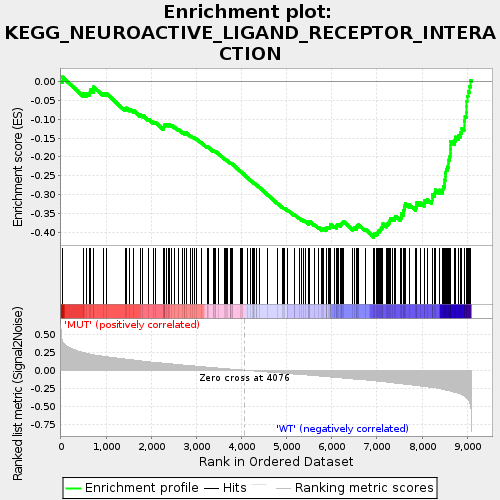 Enrichment plot:
KEGG_NEUROACTIVE_LIGAND_RECEPTOR_INTERA
CTION
Enrichment score (ES)
0.00
-0.05
-0.10
-0.15
-0.20
-0.25
-0.30
-0.35
-0.40
'MUT' (positively correlated)
Ranked list metric (Signal2Noise)
0.50
0.25
0.00
-0.25
-0.50
-0.75
Zero cross at 4076
'WT' (negatively correlated)
0 1,000 2,000 3,000 4,000 5,000 6,000 7,000 8,000 9,000
Rank in Ordered Dataset
Enrichment profile Hits Ranking metric scores